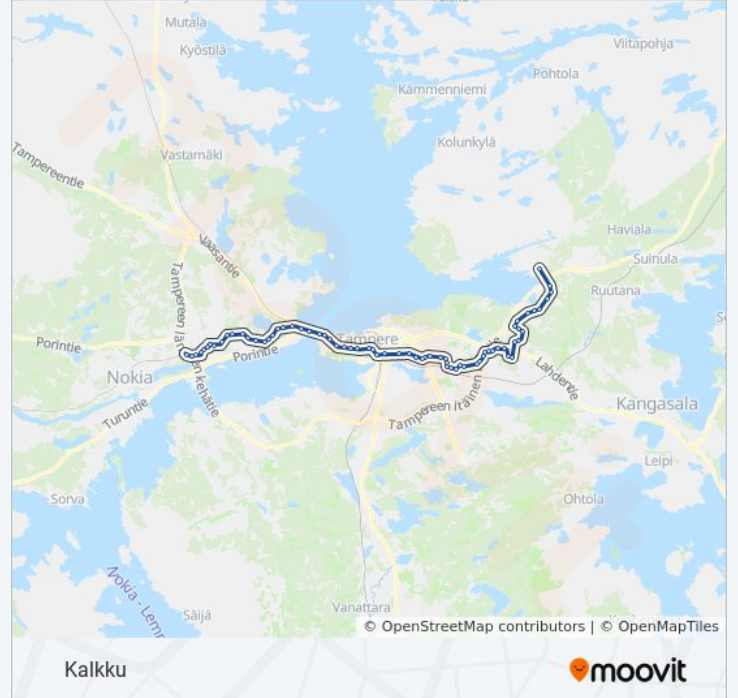 Mutala
Kyöstilä
Viitapohja
Pöhtola
Kämmenniemi
Kolunkylä
Tampereentie
Vastamäki
Haviala
Vaasantie
Suinula
Ruutana
Porintie
Tampere
Porintie
Nokia
Lahdentie
Turuntie
Kangasala
Tampereen itäinen
Leipi
Sorva
Ohtola
Säijä
Vanattara
© OpenStreetMap contributors | © OpenMapTiles
Kalkku
moovit